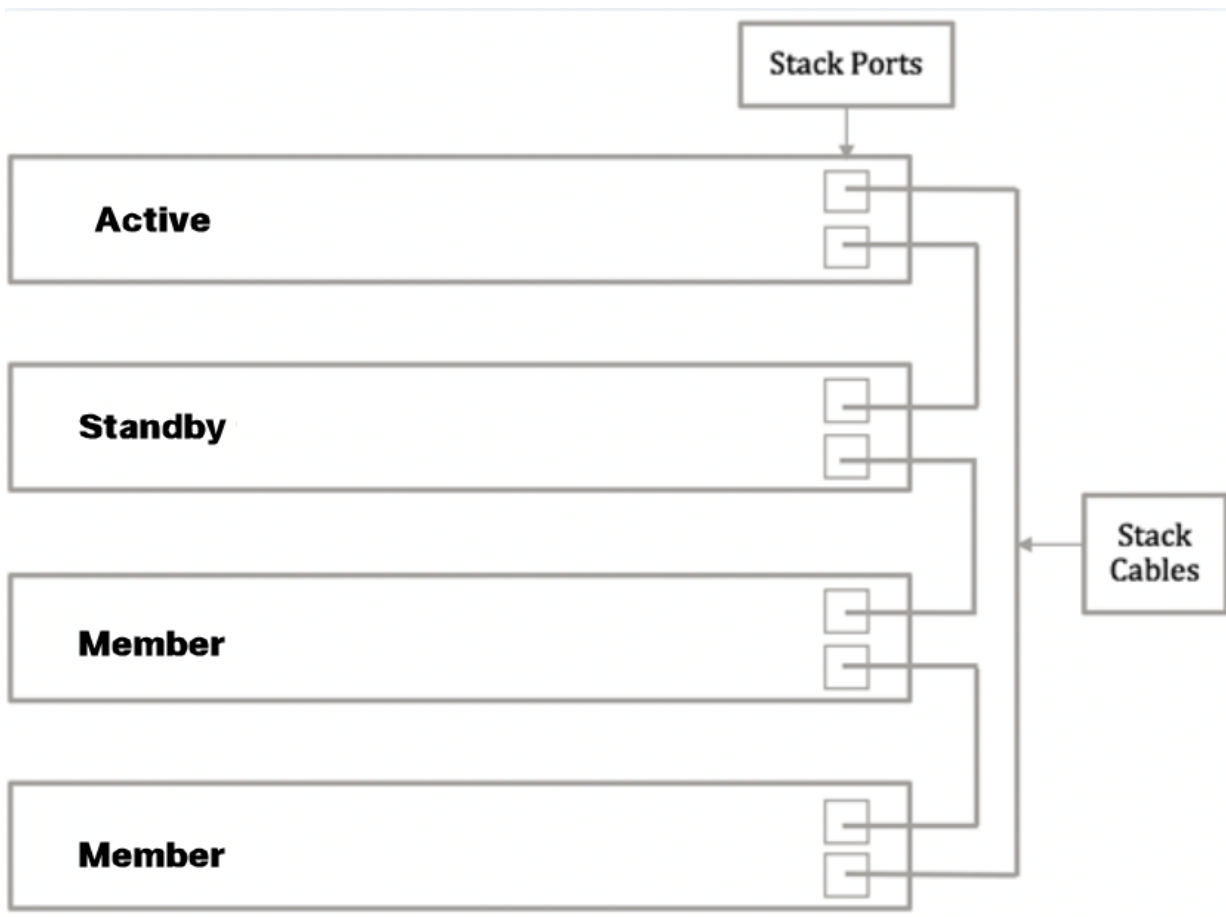 Stack Ports
Active
Standby
Stack
Cables
Member
Member